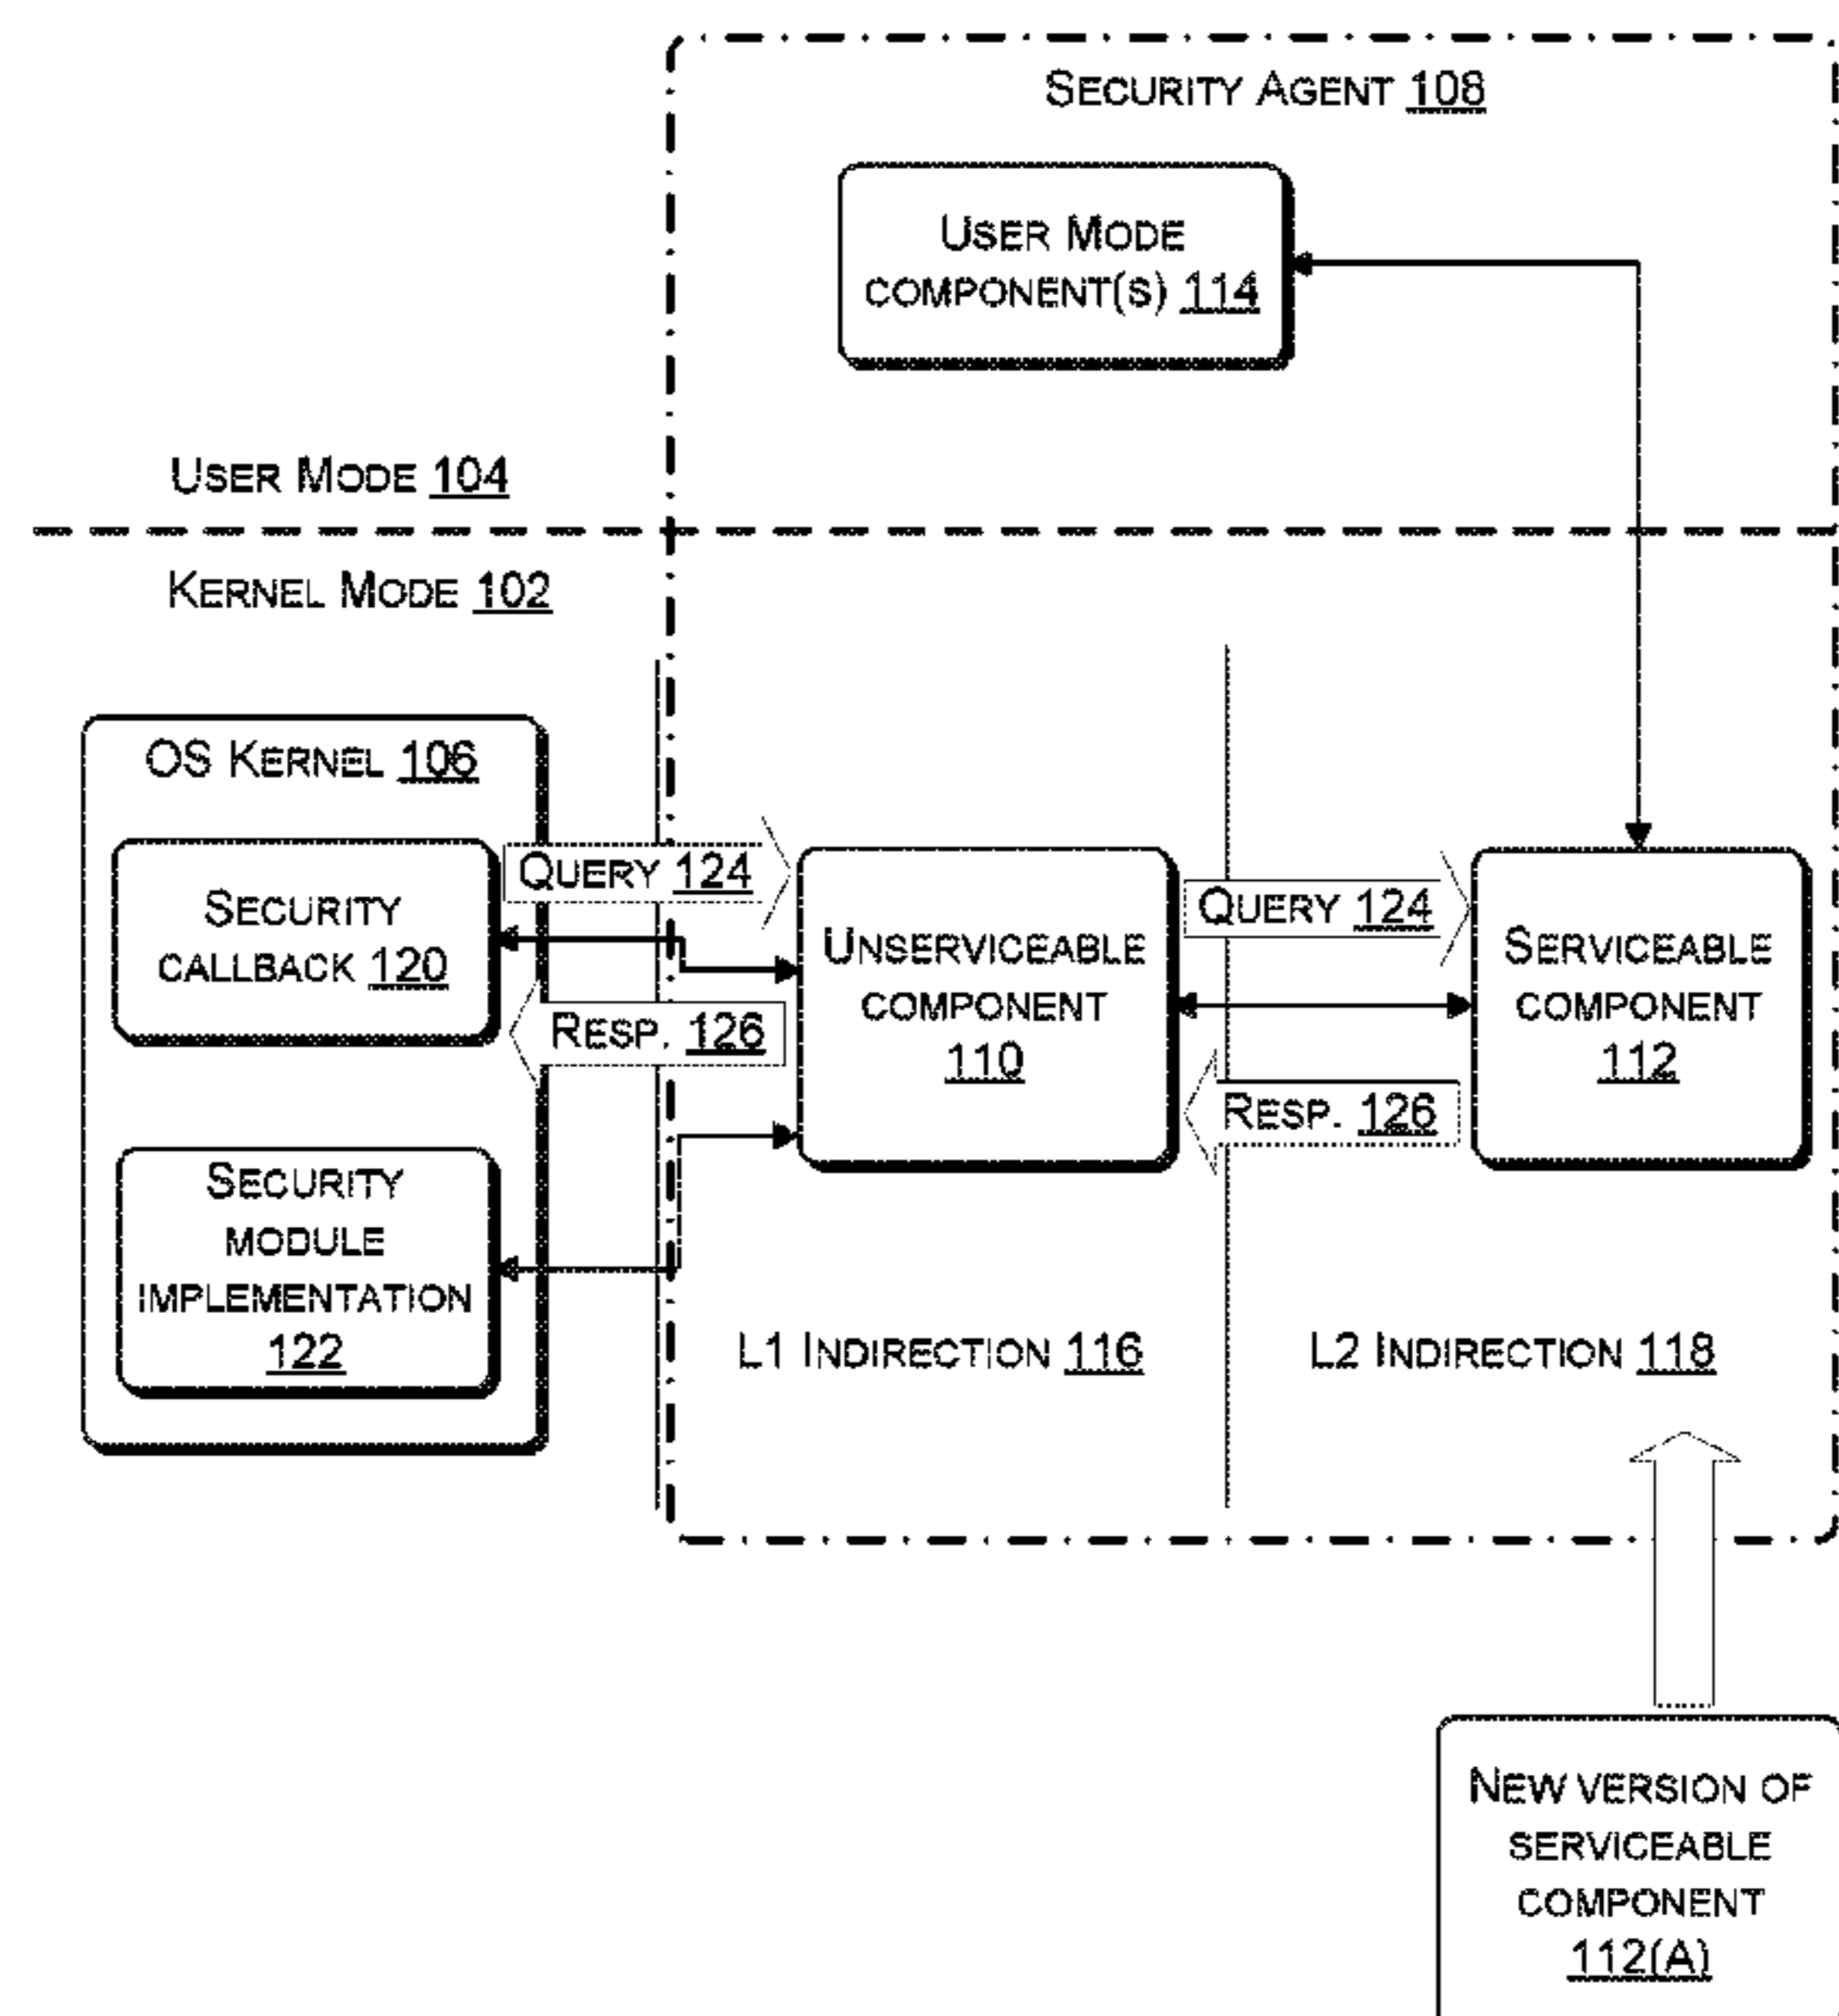 SECURITY AGENT 108
USER MODE
COMPONENT(S) 114
USER MODE 104
KERNEL MODE 102
OS KERNEL 106
SECURITY
CALLBACK 120
QUERY 124
RESP. 126
UNSERVICEABLE
COMPONENT
110
QUERY 124
RESP. 126
SERVICEABLE
COMPONENT
112
SECURITY
MODULE
IMPLEMENTATION
122
L1 INDIRECTION 116
L2 INDIRECTION 118
NEW VERSION OF
SERVICEABLE
COMPONENT
112(A)